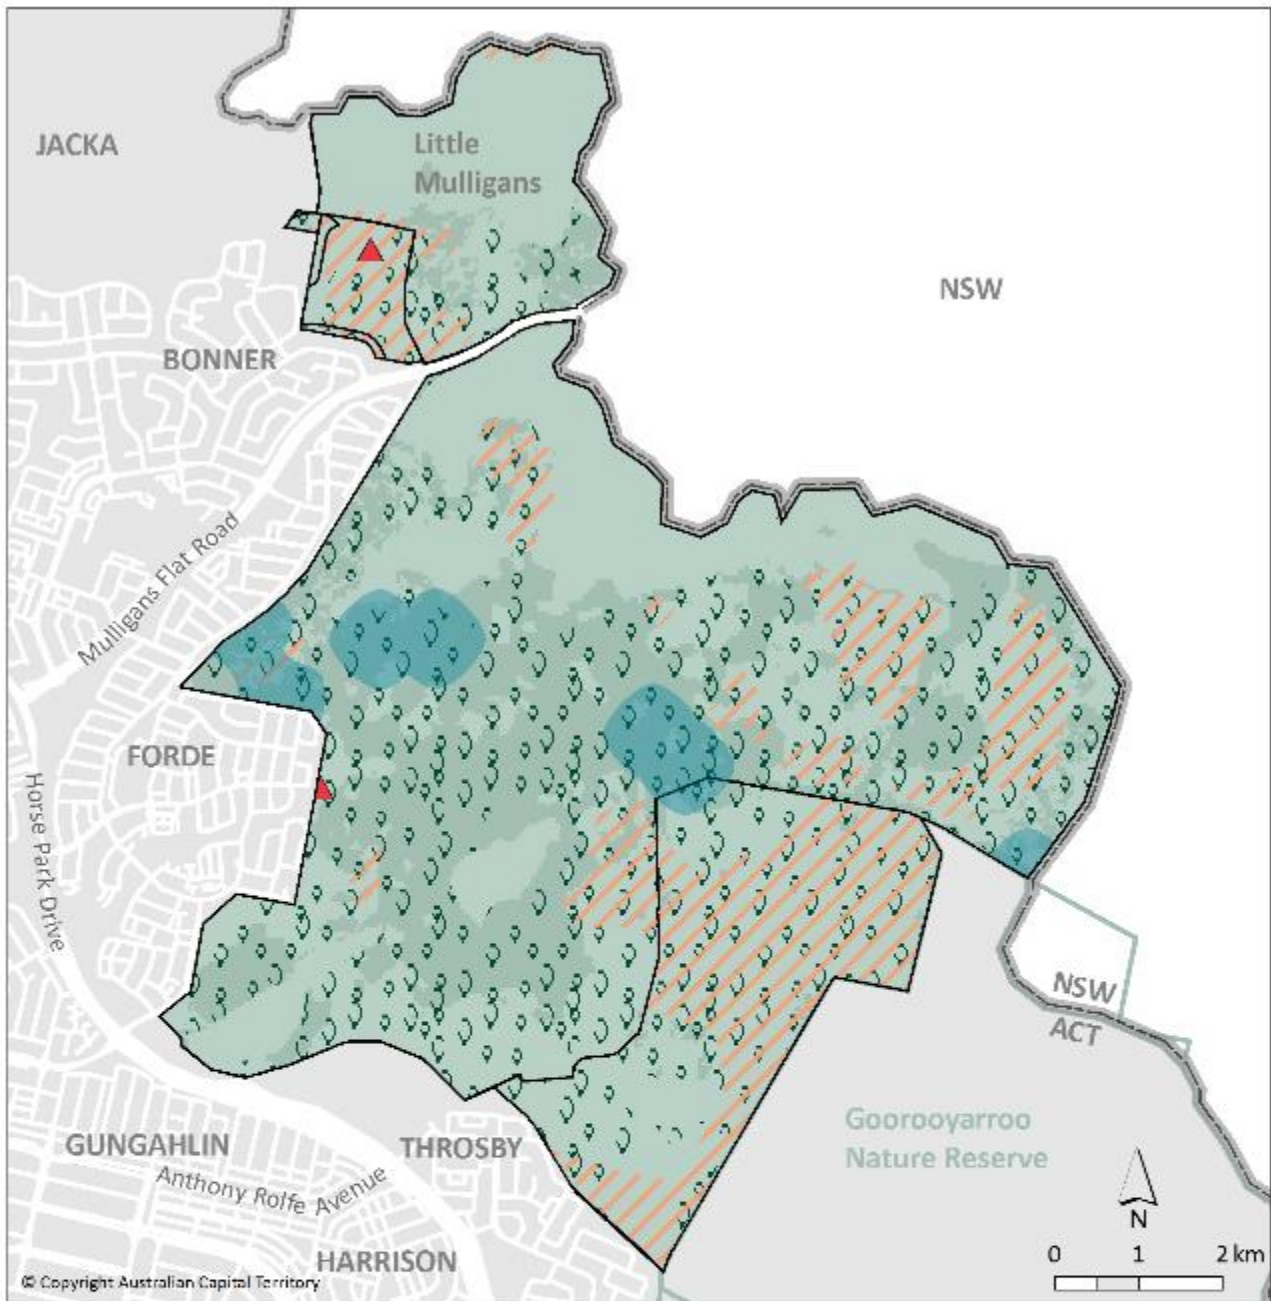 JACKA
Little
Mulligans
NSW
BONNER
Mulligans Flat Road
FORDE
Horse Park Drive
NSW
ACT
Goorooyarroo
Nature Reserve
GUNGAHLIN
THROSBY
Anthony Rolfe Avenue
HARRISON
N
0 1 2 km
© Copyright Australian Capital Territory